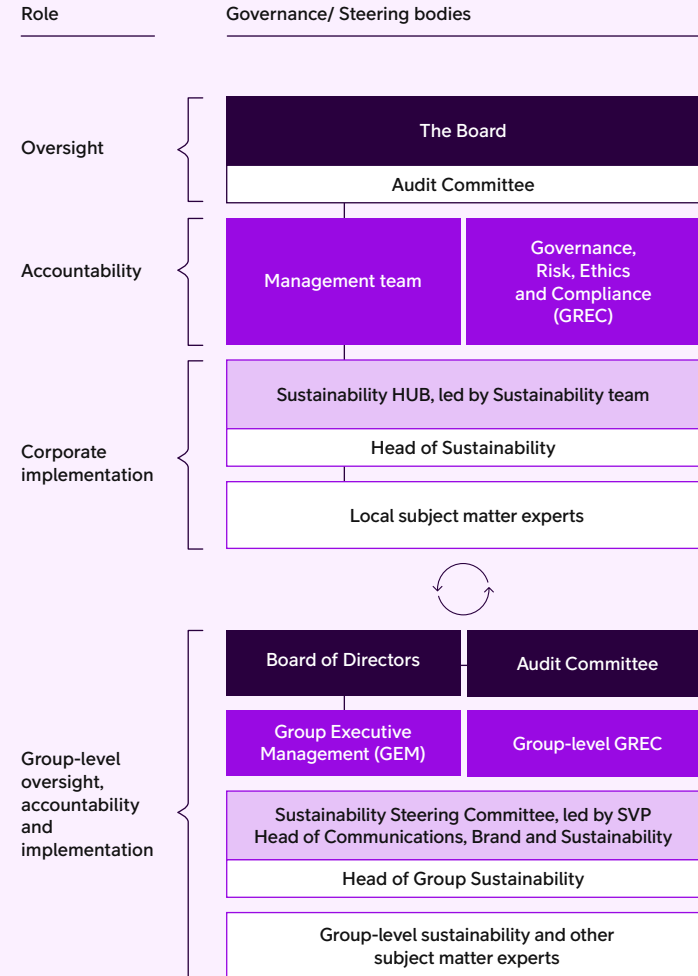 Role
Governance/ Steering bodies
Oversight
The Board
Audit Committee
Accountability
Management team
Governance,
Risk, Ethics
and Compliance
(GREC)
Corporate
implementation
Sustainability HUB, led by Sustainability team
Head of Sustainability
Local subject matter experts
Group-level
oversight,
accountability
and
implementation
Board of Directors
Audit Committee
Group Executive
Management (GEM)
Group-level GREC
Sustainability Steering Committee, led by SVP
Head of Communications, Brand and Sustainability
Head of Group Sustainability
Group-level sustainability and other
subject matter experts